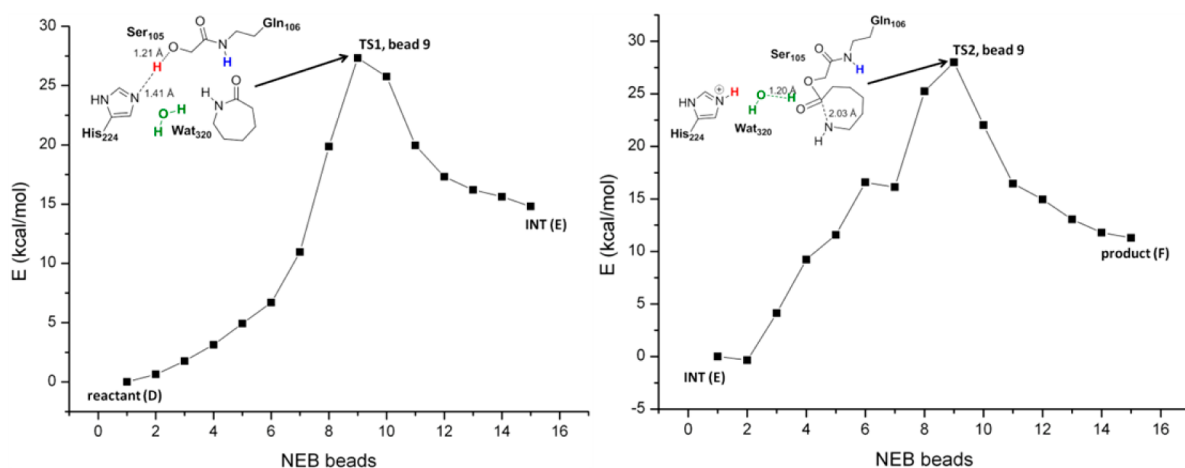 30
25
20
15
10
5
0
E (kcal/mol)
0 2 4 6 8 10 12 14 16
NEB beads
Ser105
Gln106
1.21 Å
O
O
N
H
H
TS1, bead 9
HN
N
1.41 Å
O
H
H
H
N
O
His224
Wat320
reactant (D)
INT (E)
30
25
20
15
10
5
0
-5
E (kcal/mol)
0 2 4 6 8 10 12 14 16
NEB beads
Gln106
Ser105
O
N
H
O
TS2, bead 9
HN
N
⊕
H
O
1.20 Å
H
H
O
C
2.03 Å
N
H
His224
Wat320
INT (E)
product (F)